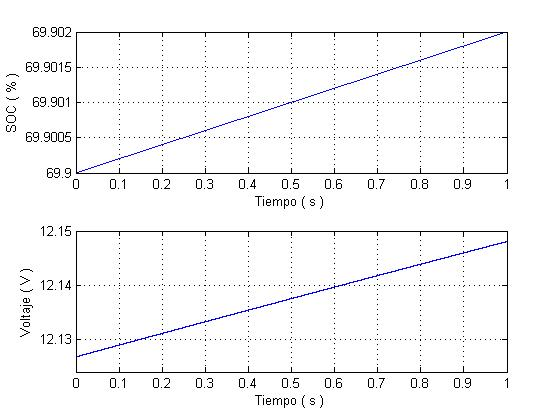 69.902
69.9015
69.901
69.9005
69.9
SOC ( % )
0 0.1 0.2 0.3 0.4 0.5 0.6 0.7 0.8 0.9 1
Tiempo ( s )
12.15
12.14
12.13
Voltaje ( V )
0 0.1 0.2 0.3 0.4 0.5 0.6 0.7 0.8 0.9 1
Tiempo ( s )